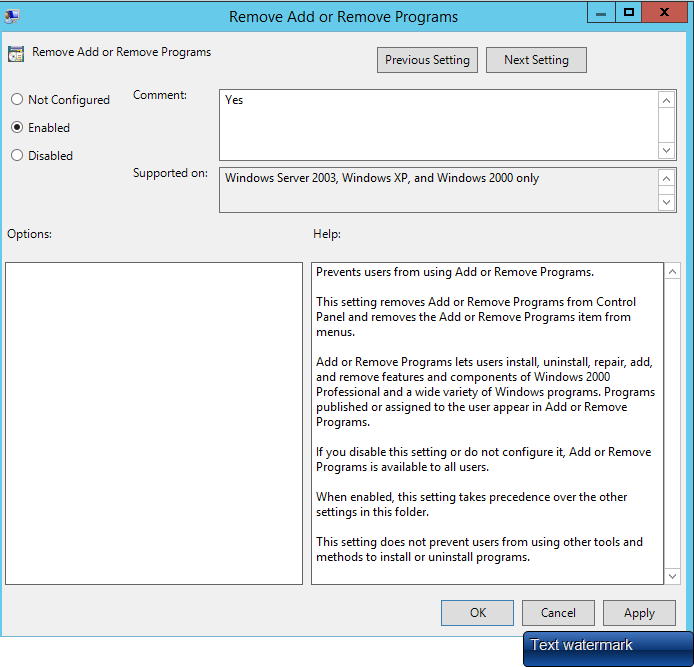 Remove Add or Remove Programs
Remove Add or Remove Programs
Previous Setting
Next Setting
Not Configured
Enabled
Disabled
Comment:
Yes
Supported on:
Windows Server 2003, Windows XP, and Windows 2000 only
Options:
Help:
Prevents users from using Add or Remove Programs.
This setting removes Add or Remove Programs from Control
Panel and removes the Add or Remove Programs item from
menus.
Add or Remove Programs lets users install, uninstall, repair, add,
and remove features and components of Windows 2000
Professional and a wide variety of Windows programs. Programs
published or assigned to the user appear in Add or Remove
Programs.
If you disable this setting or do not configure it, Add or Remove
Programs is available to all users.
When enabled, this setting takes precedence over the other
settings in this folder.
This setting does not prevent users from using other tools and
methods to install or uninstall programs.
OK
Cancel
Apply
Text watermark